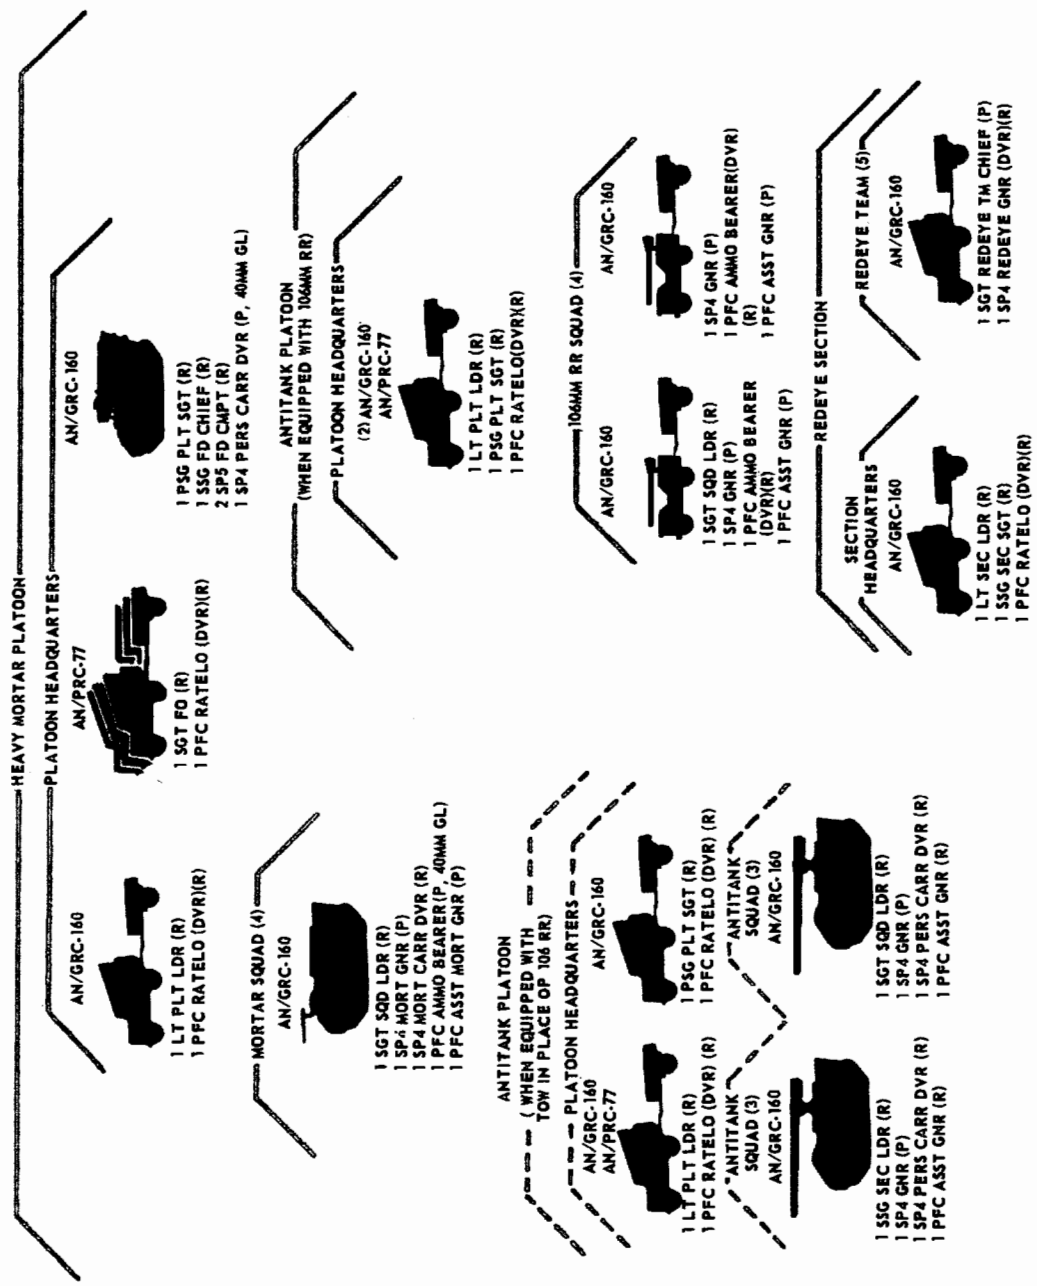 HEAVY MORTAR PLATOON
PLATOON HEADQUARTERS
AN/GRC-160
1 LT PLT LDR (R)
1 PFC RATELO (DVR)(R)
AN/PRC-77
1 SGT FO (R)
1 PFC RATELO (DVR)(R)
AN/GRC-160
1 PSG PLT SGT (R)
1 SSG FD CHIEF (R)
2 SP5 FD CMPT (R)
1 SP4 PERS CARR DVR (P, 40MM GL)
MORTAR SQUAD (4)
AN/GRC-160
1 SGT SQD LDR (R)
1 SP4 MORT GNR (P)
1 SP4 MORT CARR DVR (R)
1 PFC AMMO BEARER (P, 40MM GL)
1 PFC ASST MORT GNR (P)
ANTITANK PLATOON
(WHEN EQUIPPED WITH 106MM RR)
PLATOON HEADQUARTERS
(2) AN/GRC-160
AN/PRC-77
1 LT PLT LDR (R)
1 PSG PLT SGT (R)
1 PFC RATELO(DVR)(R)
ANTITANK PLATOON
( WHEN EQUIPPED WITH
TOW IN PLACE OP 106 RR)
PLATOON HEADQUARTERS
AN/GRC-160
AN/PRC-77
1 LT PLT LDR (R)
1 PFC RATELO (DVR) (R)
AN/GRC-160
1 PSG PLT SGT (R)
1 PFC RATELO (DVR) (R)
ANTITANK
SQUAD (3)
AN/GRC-160
1 SSG SEC LDR (R)
1 SP4 GNR (P)
1 SP4 PERS CARR DVR (R)
1 PFC ASST GNR (R)
ANTITANK
SQUAD (3)
AN/GRC-160
1 SGT SQD LDR (R)
1 SP4 GNR (P)
1 SP4 PERS CARR DVR (R)
1 PFC ASST GNR (R)
106MM RR SQUAD (4)
AN/GRC-160
1 SGT SQD LDR (R)
1 SP4 GNR (P)
1 PFC AMMO BEARER
(DVR)(R)
1 PFC ASST GNR (P)
AN/GRC-160
1 SP4 GNR (P)
1 PFC AMMO BEARER(DVR)
(R)
1 PFC ASST GNR (P)
REDEYE SECTION
SECTION
HEADQUARTERS
AN/GRC-160
1 LT SEC LDR (R)
1 SSG SEC SGT (R)
1 PFC RATELO (DVR)(R)
REDEYE TEAM (5)
AN/GRC-160
1 SGT REDEYE TM CHIEF (P)
1 SP4 REDEYE GNR (DVR)(R)